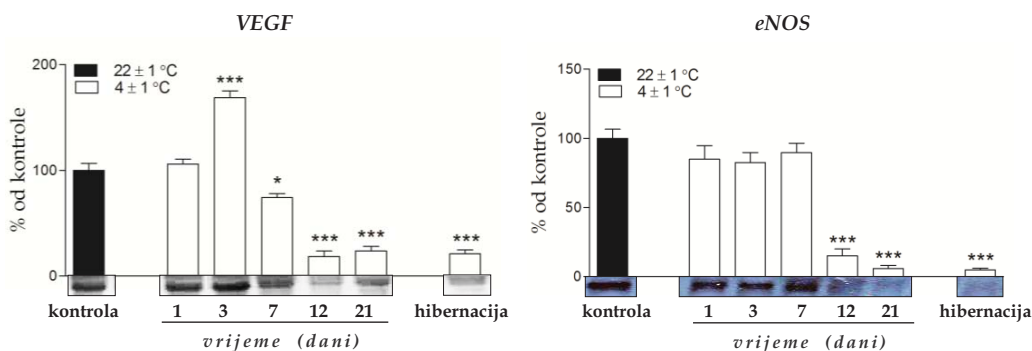 VEGF
200
100
0
% od kontrole
22 ± 1 °C
4 ± 1 °C
***
*
***
***
***
kontrola
1 3 7 12 21
hibernacija
vrijeme (dani)
eNOS
150
100
50
0
% od kontrole
22 ± 1 °C
4 ± 1 °C
***
***
***
kontrola
1 3 7 12 21
hibernacija
vrijeme (dani)